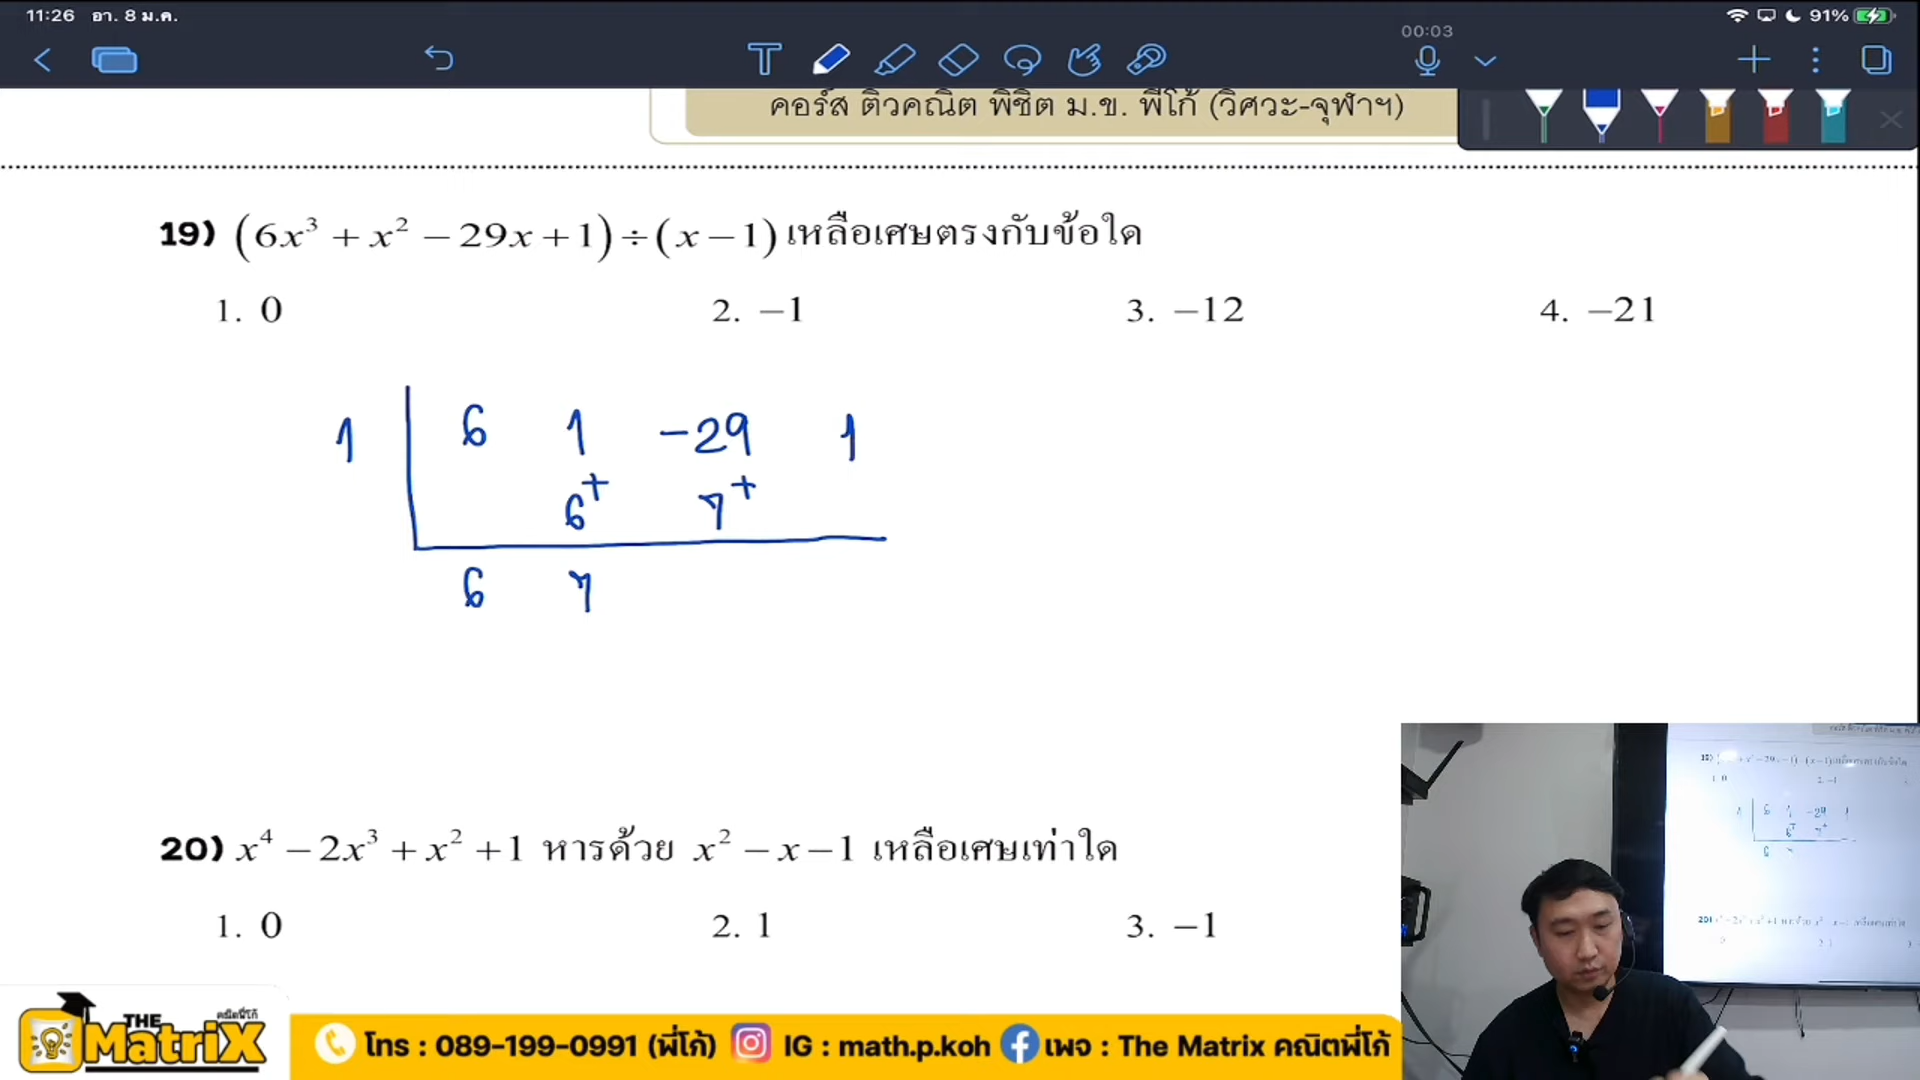 11:26 อา. 8 ม.ค.
91%
00:03
คอร์ส ติวคณิต พิชิต ม.ข. พี่โก้ (วิศวะ-จุฬาฯ)
19) (6x³ + x² − 29x + 1) ÷ (x − 1) เหลือเศษตรงกับข้อใด
1. 0 2. −1 3. −12 4. −21
1 6 1 −29 1
6 + 7 +
6 7
20) x⁴ − 2x³ + x² + 1 หารด้วย x² − x − 1 เหลือเศษเท่าใด
1. 0 2. 1 3. −1
คณิตพี่โก้
THE MatriX
โทร : 089-199-0991 (พี่โก้) IG : math.p.koh เพจ : The Matrix คณิตพี่โก้